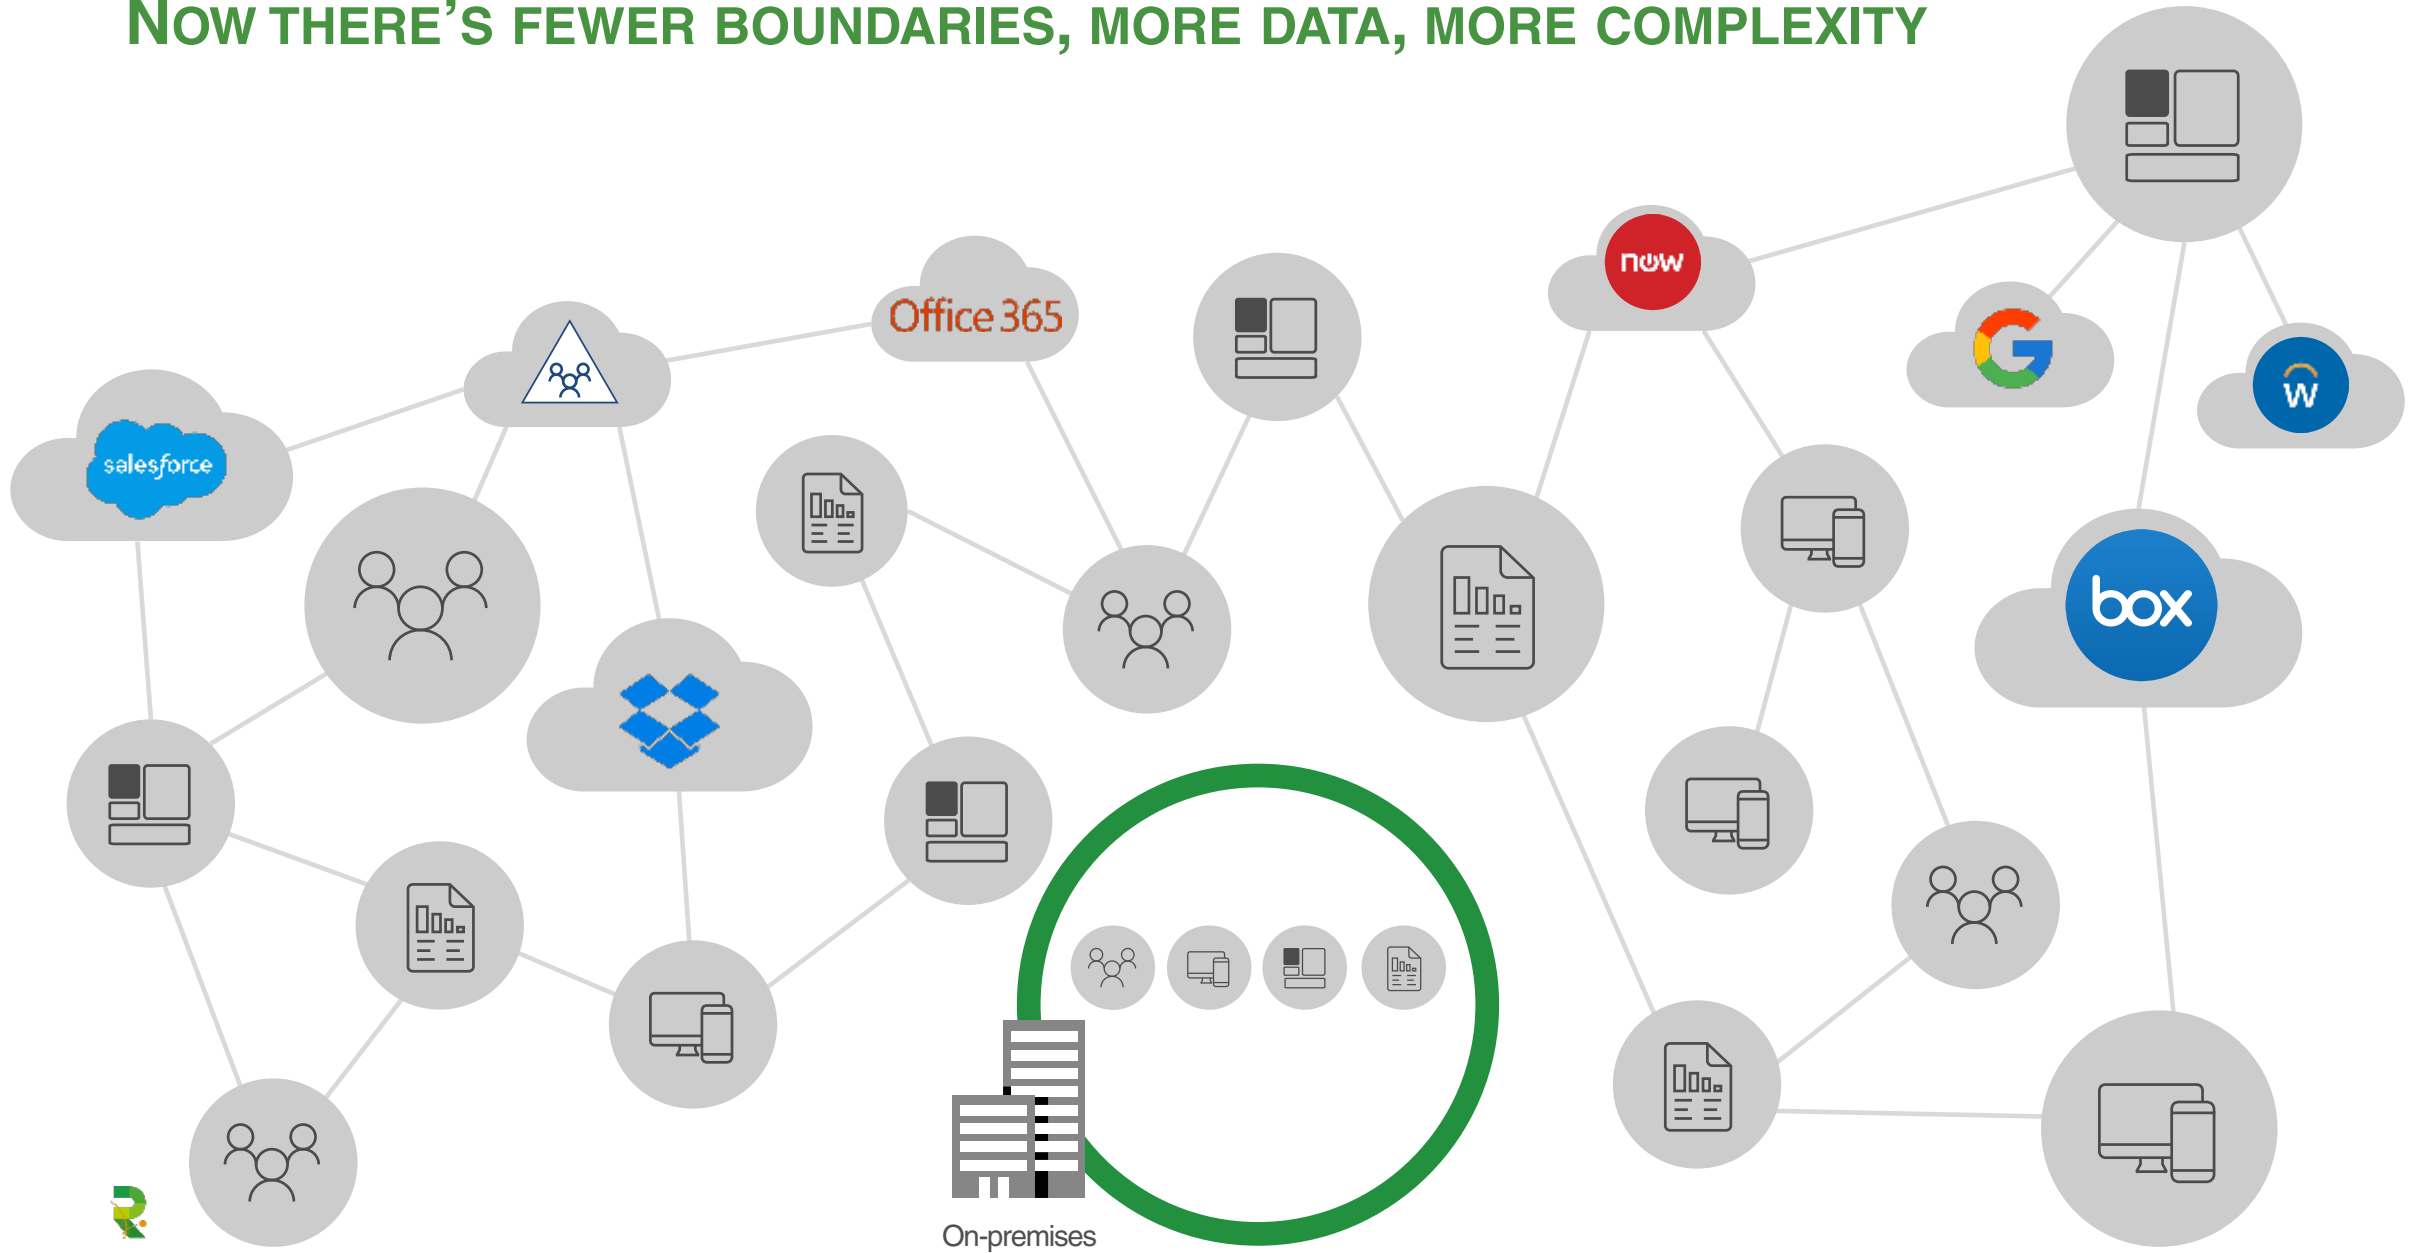 NOW THERE'S FEWER BOUNDARIES, MORE DATA, MORE COMPLEXITY
now
Office 365
salesforce
W
box
On-premises